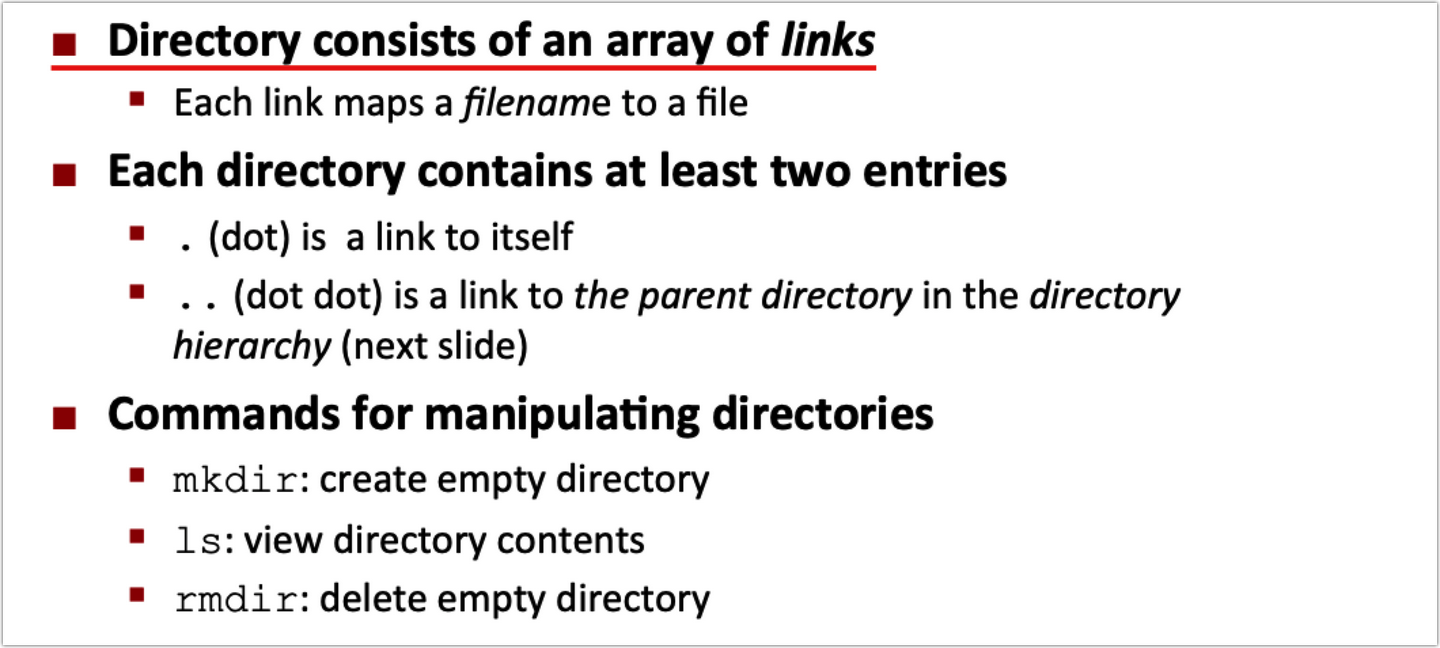 Directory consists of an array of links
Each link maps a filename to a file
Each directory contains at least two entries
. (dot) is a link to itself
.. (dot dot) is a link to the parent directory in the directory
hierarchy (next slide)
Commands for manipulating directories
mkdir: create empty directory
ls: view directory contents
rmdir: delete empty directory